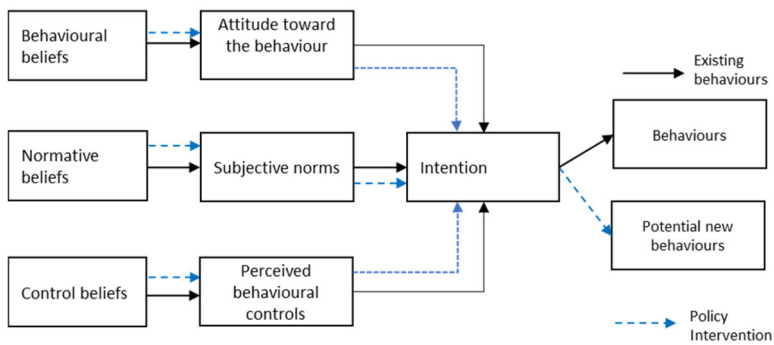 Behavioural
beliefs
Attitude toward
the behaviour
Existing
behaviours
Normative
beliefs
Subjective norms
Intention
Behaviours
Potential new
behaviours
Control beliefs
Perceived
behavioural
controls
Policy
Intervention